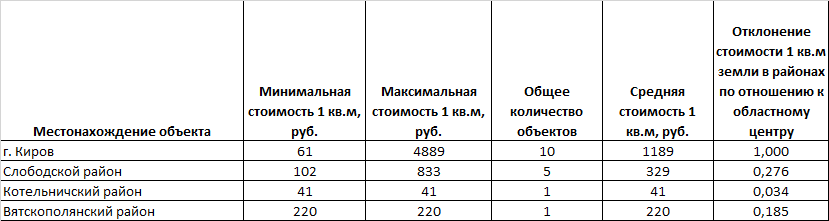 Местонахождение объекта	Минимальная стоимость 1 кв.м, руб.	Максимальная стоимость 1 кв.м, руб.	Общее количество объектов	Средняя стоимость 1 кв.м, руб.	Отклонение стоимости 1 кв.м земли в районах по отношению к областному центру
г. Киров	61	4889	10	1189	1,000
Слободской район	102	833	5	329	0,276
Котельничский район	41	41	1	41	0,034
Вятскополянский район	220	220	1	220	0,185